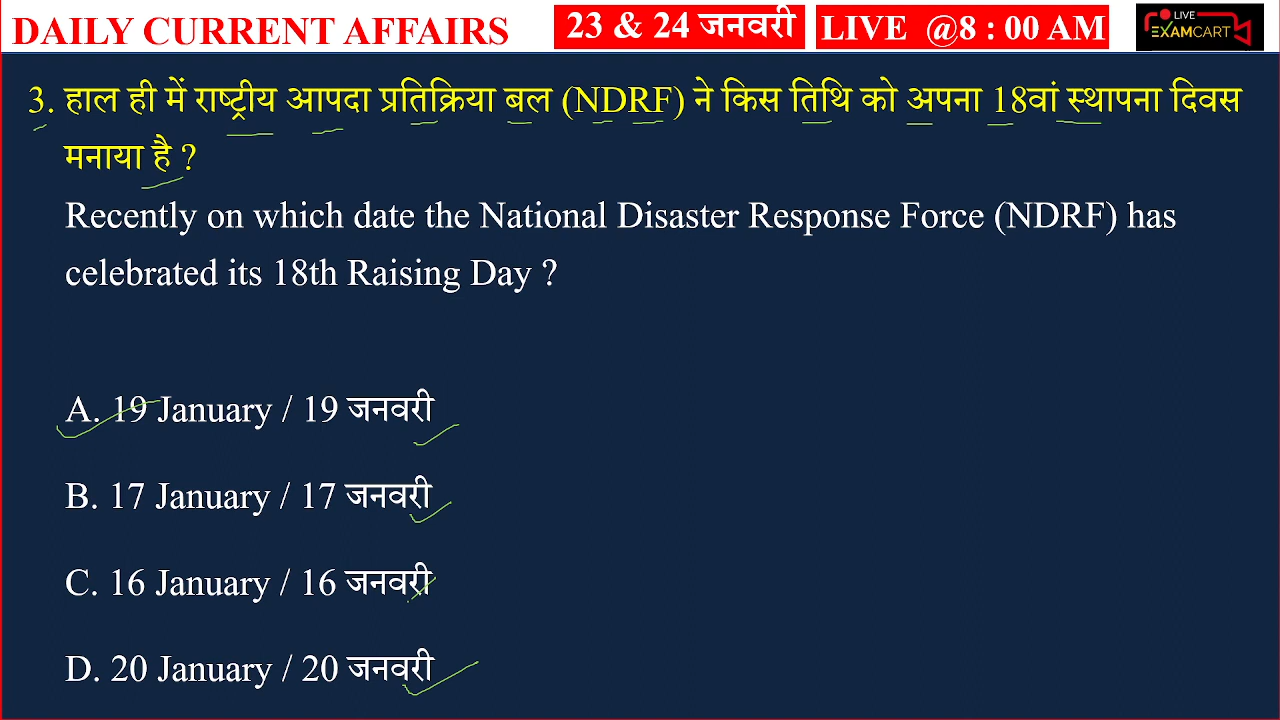 DAILY CURRENT AFFAIRS
23 & 24 जनवरी
LIVE @8 : 00 AM
LIVE
EXAMCART
3. हाल ही में राष्ट्रीय आपदा प्रतिक्रिया बल (NDRF) ने किस तिथि को अपना 18वां स्थापना दिवस
मनाया है ?
Recently on which date the National Disaster Response Force (NDRF) has
celebrated its 18th Raising Day ?
A. 19 January / 19 जनवरी
B. 17 January / 17 जनवरी
C. 16 January / 16 जनवरी
D. 20 January / 20 जनवरी